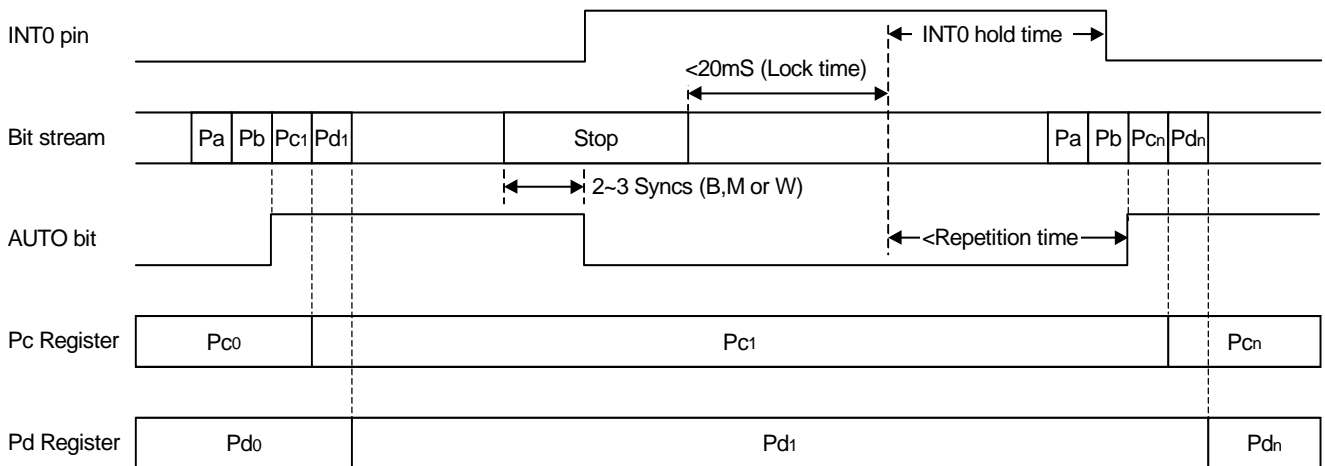 INT0 pin
INT0 hold time
<20mS (Lock time)
Bit stream
Pa Pb Pc1 Pd1 Stop Pa Pb Pcn Pdn
2~3 Syncs (B,M or W)
AUTO bit
<Repetition time
Pc Register Pc0 Pc1 Pcn
Pd Register Pd0 Pd1 Pdn